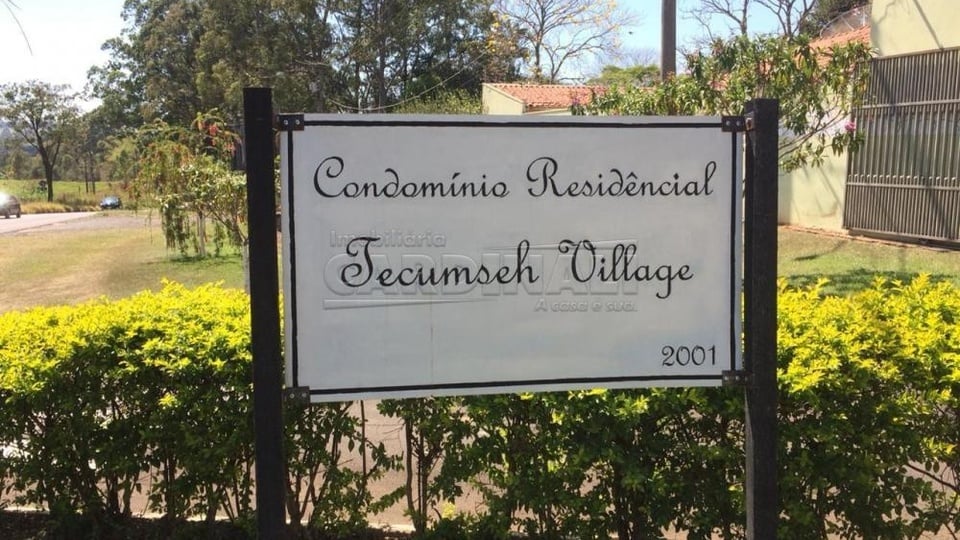 Condomínio Residêncial
Imobiliária
Tecumseh Village
CARDINALI
A casa é sua.
2001